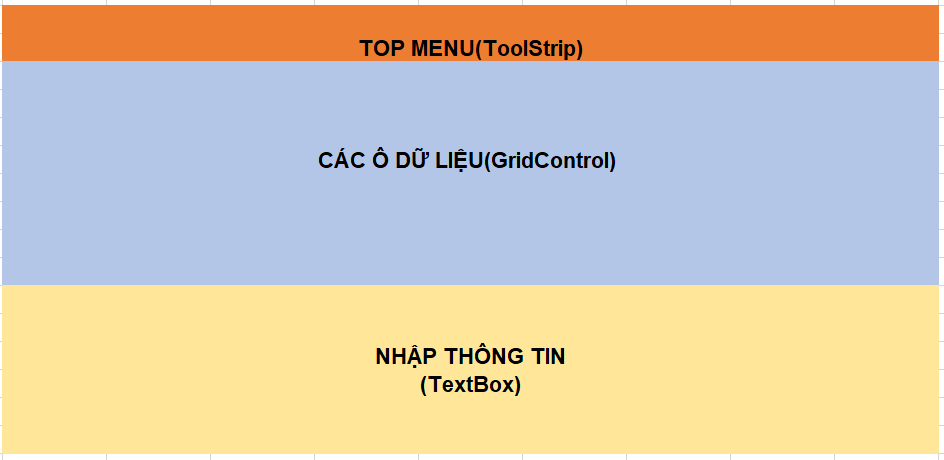 TOP MENU(ToolStrip)
CÁC Ô DỮ LIỆU(GridControl)
NHẬP THÔNG TIN
(TextBox)